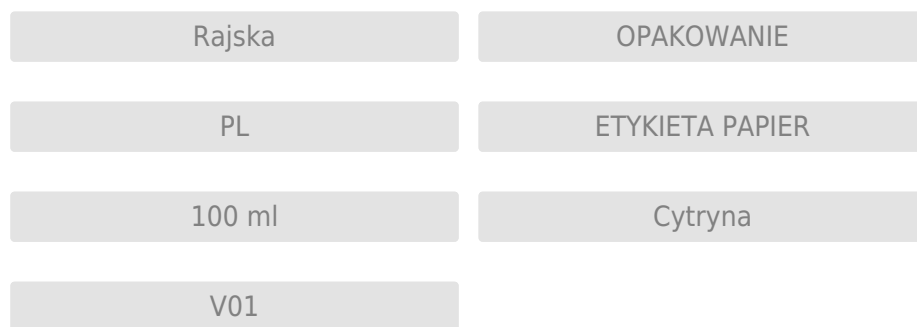 Rajska
OPAKOWANIE
PL
ETYKIETA PAPIER
100 ml
Cytryna
V01